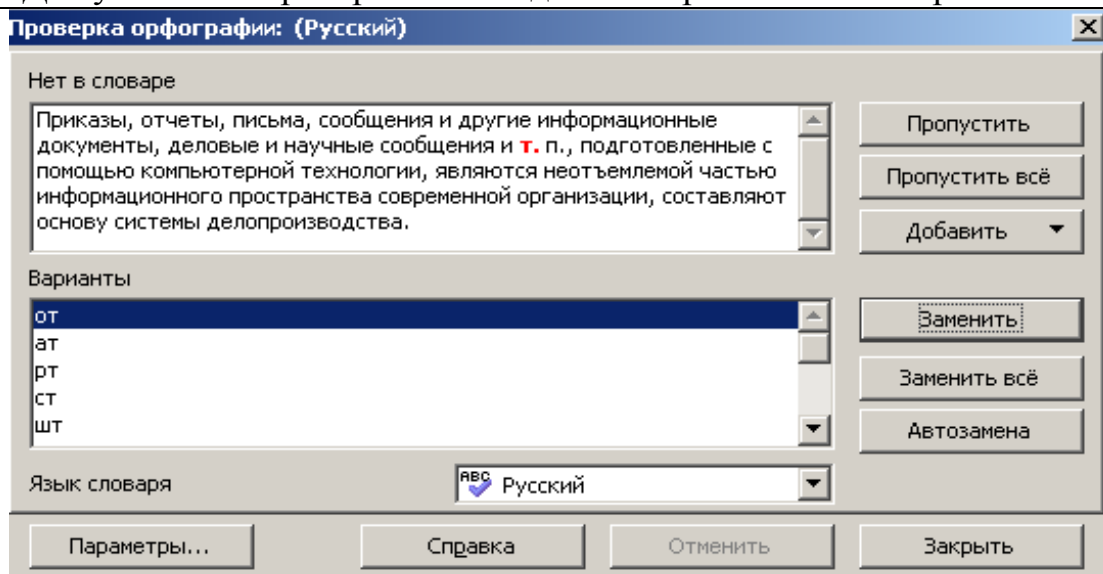 Проверка орфографии: (Русский)
Нет в словаре
Приказы, отчеты, письма, сообщения и другие информационные
документы, деловые и научные сообщения и т. п., подготовленные с
помощью компьютерной технологии, являются неотъемлемой частью
информационного пространства современной организации, составляют
основу системы делопроизводства.
Пропустить
Пропустить всё
Добавить
Варианты
от
ат
рт
ст
шт
Заменить
Заменить всё
Автозамена
Язык словаря
ABC Русский
Параметры...
Справка
Отменить
Закрыть